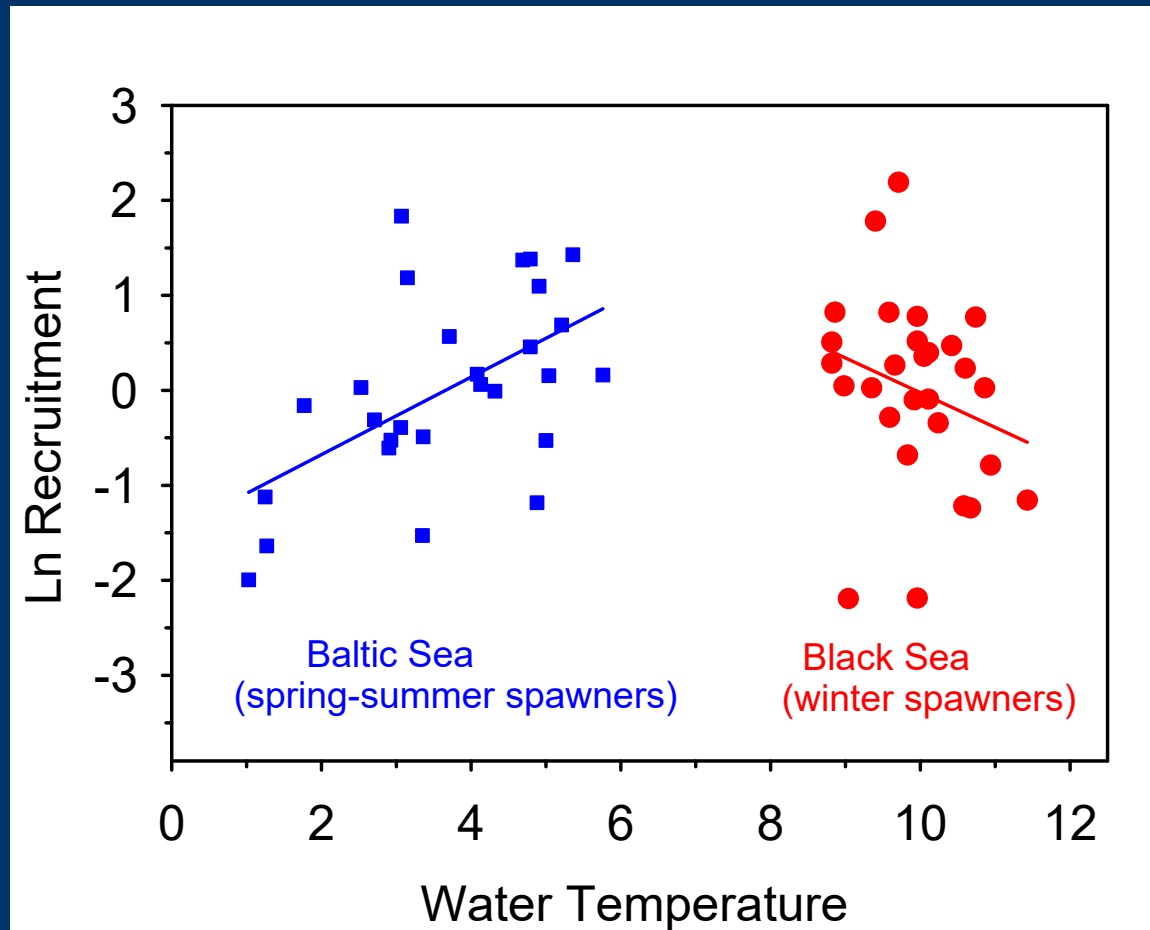 3
2
1
0
-1
-2
-3
Ln Recruitment
Baltic Sea
(spring-summer spawners)
Black Sea
(winter spawners)
0 2 4 6 8 10 12
Water Temperature